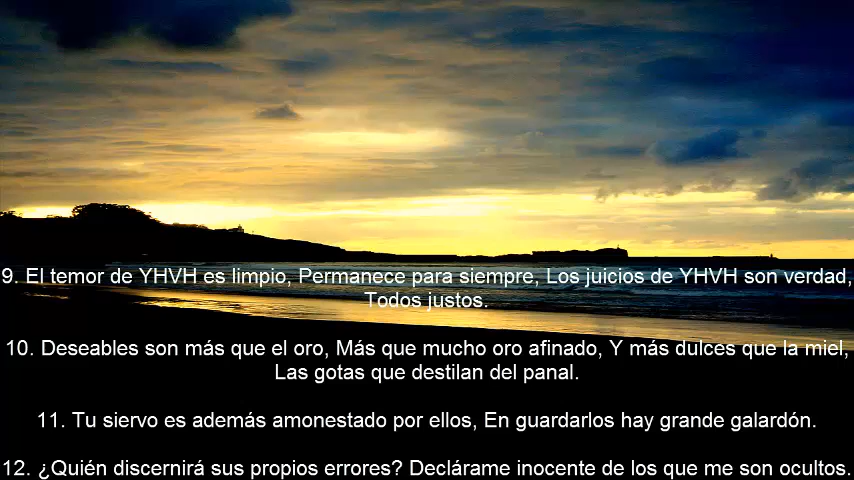 9. El temor de YHVH es limpio, Permanece para siempre, Los juicios de YHVH son verdad,
Todos justos.
10. Deseables son más que el oro, Más que mucho oro afinado, Y más dulces que la miel,
Las gotas que destilan del panal.
11. Tu siervo es además amonestado por ellos, En guardarlos hay grande galardón.
12. ¿Quién discernirá sus propios errores? Declárame inocente de los que me son ocultos.